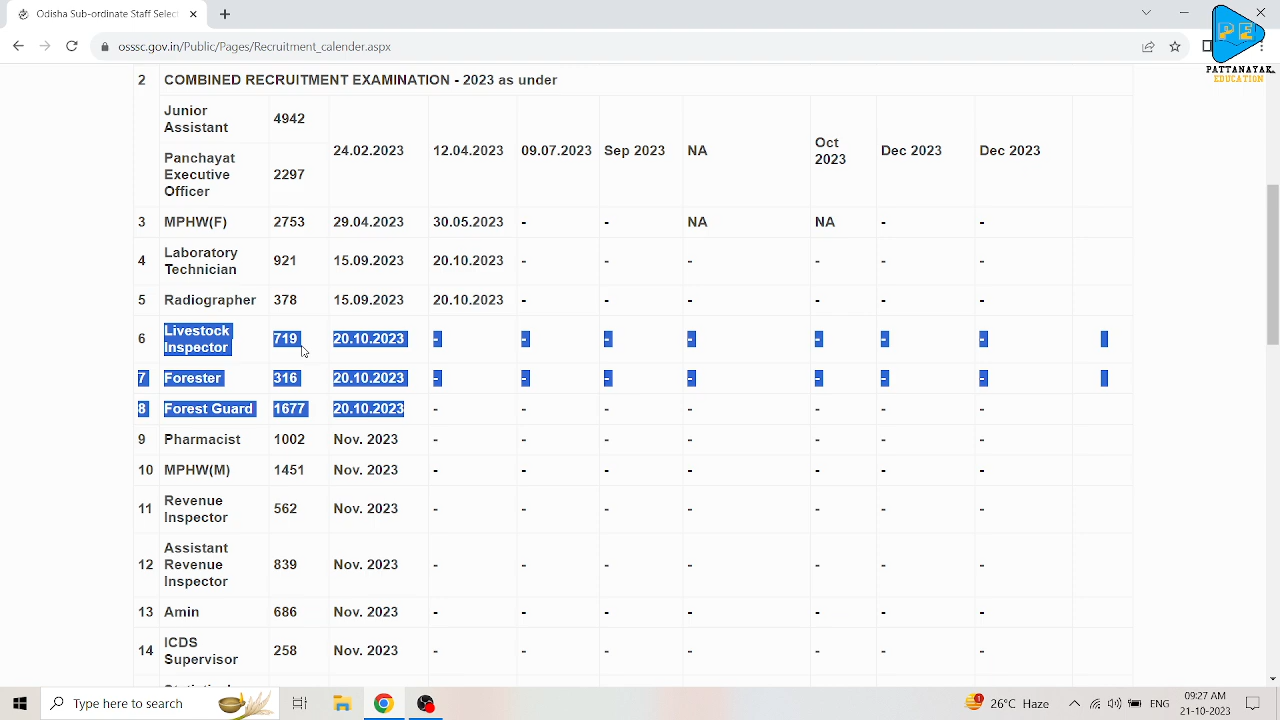 Odisha Subordinate Staff Select
osssc.gov.in/Public/Pages/Recruitment_calender.aspx
PE
PATTANAYAK
EDUCATION
2 COMBINED RECRUITMENT EXAMINATION - 2023 as under
Junior
Assistant
4942
Panchayat
Executive
Officer
2297
24.02.2023 12.04.2023 09.07.2023 Sep 2023 NA
Oct
2023
Dec 2023 Dec 2023
3 MPHW(F) 2753 29.04.2023 30.05.2023 - - NA NA - -
4
Laboratory
Technician
921 15.09.2023 20.10.2023 - - - - - -
5 Radiographer 378 15.09.2023 20.10.2023 - - - - - -
6
Livestock
Inspector
719 20.10.2023 - - - - - - -
7 Forester 316 20.10.2023 - - - - - - -
8 Forest Guard 1677 20.10.2023 - - - - - - -
9 Pharmacist 1002 Nov. 2023 - - - - - - -
10 MPHW(M) 1451 Nov. 2023 - - - - - - -
11
Revenue
Inspector
562 Nov. 2023 - - - - - - -
12
Assistant
Revenue
Inspector
839 Nov. 2023 - - - - - - -
13 Amin 686 Nov. 2023 - - - - - - -
14
ICDS
Supervisor
258 Nov. 2023 - - - - - - -
Type here to search
1
26°C Haze
ENG
09:27 AM
21-10-2023